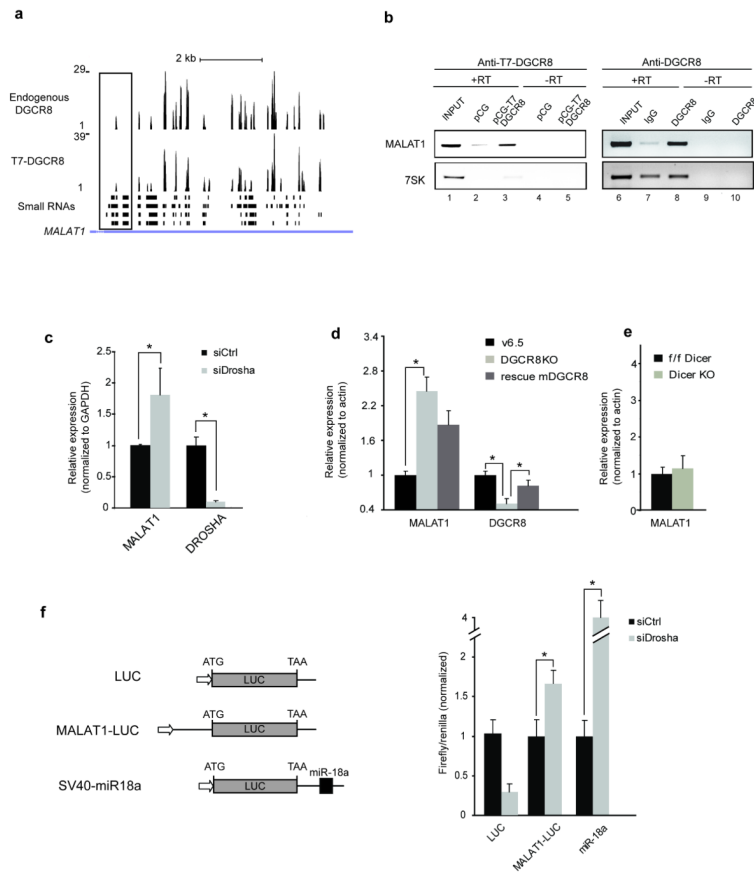 a
2 kb
29
Endogenous
DGCR8
1
39
T7-DGCR8
1
Small RNAs
MALAT1
b
Anti-T7-DGCR8
Anti-DGCR8
+RT
-RT
+RT
-RT
INPUT
pCG
pCG-T7
DGCR8
pCG
pCG-T7
DGCR8
INPUT
IgG
DGCR8
IgG
DGCR8
MALAT1
7SK
1 2 3 4 5 6 7 8 9 10
c
Relative expression
(normalized to GAPDH)
2.5
2
1.5
1
0.5
0
*
*
siCtrl
siDrosha
MALAT1
DROSHA
d
Relative expression
(normalized to actin)
3.4
2.8
2.2
1.6
1
0.4
*
*
*
v6.5
DGCR8KO
rescue mDGCR8
MALAT1
DGCR8
e
Relative expression
(normalized to actin)
4
3
2
1
0
f/f Dicer
Dicer KO
MALAT1
f
LUC
ATG
TAA
LUC
MALAT1-LUC
ATG
TAA
LUC
SV40-miR18a
ATG
TAA
miR-18a
LUC
Firefly/renilla (normalized)
4
2
1.5
1
0.5
0
*
*
siCtrl
siDrosha
LUC
MALAT1-LUC
miR-18a